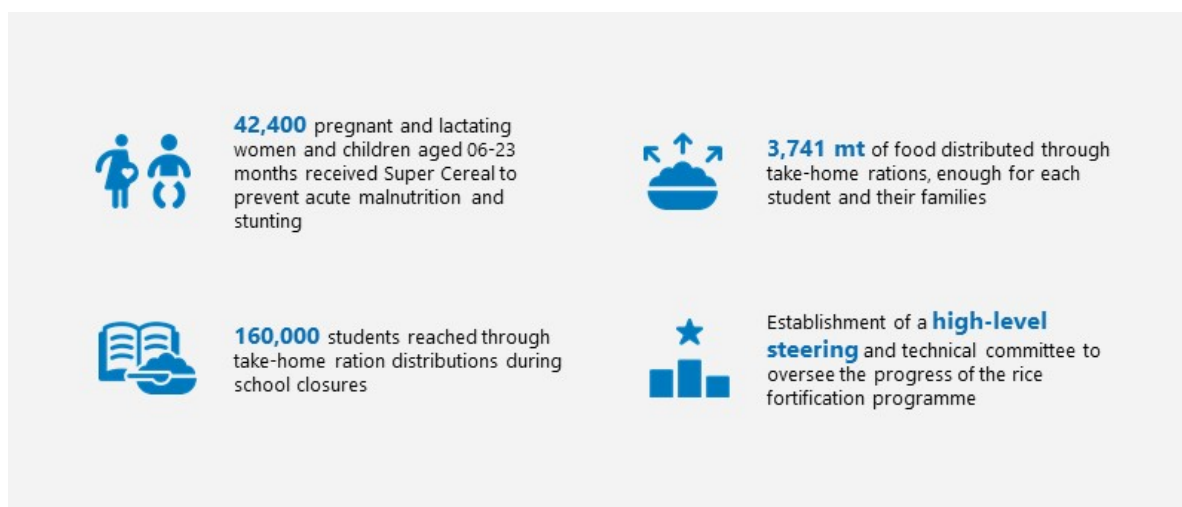 42,400 pregnant and lactating
women and children aged 06-23
months received Super Cereal to
prevent acute malnutrition and
stunting
3,741 mt of food distributed through
take-home rations, enough for each
student and their families
160,000 students reached through
take-home ration distributions during
school closures
Establishment of a high-level
steering and technical committee to
oversee the progress of the rice
fortification programme